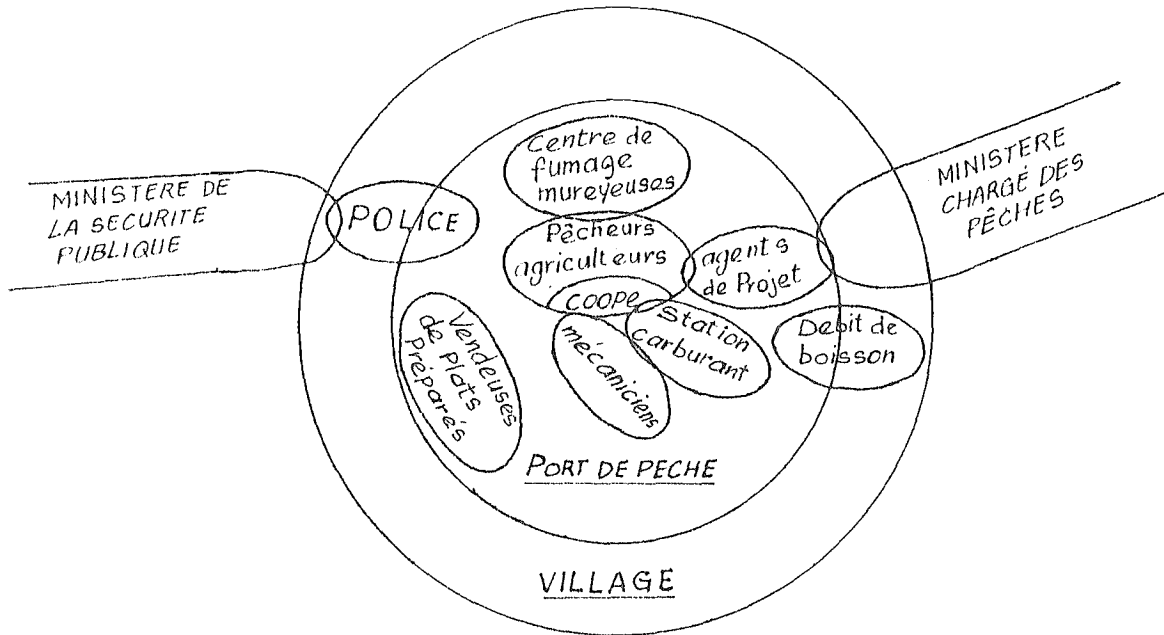 Centre de
fumage
mureyeuses
MINISTERE DE
LA SECURITE
PUBLIQUE
POLICE
MINISTERE
CHARGÉ DES
PÊCHES
Pêcheurs
agriculteurs
COOPE
agents
de Projet
Station
carburant
mécaniciens
Debit de
boisson
Vendeuses
de Plats
Préparés
PORT DE PECHE
VILLAGE